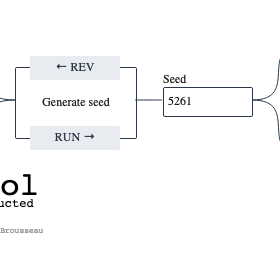 ← REV
Seed
Generate seed
5261
RUN →
ol
ucted
Brousseau